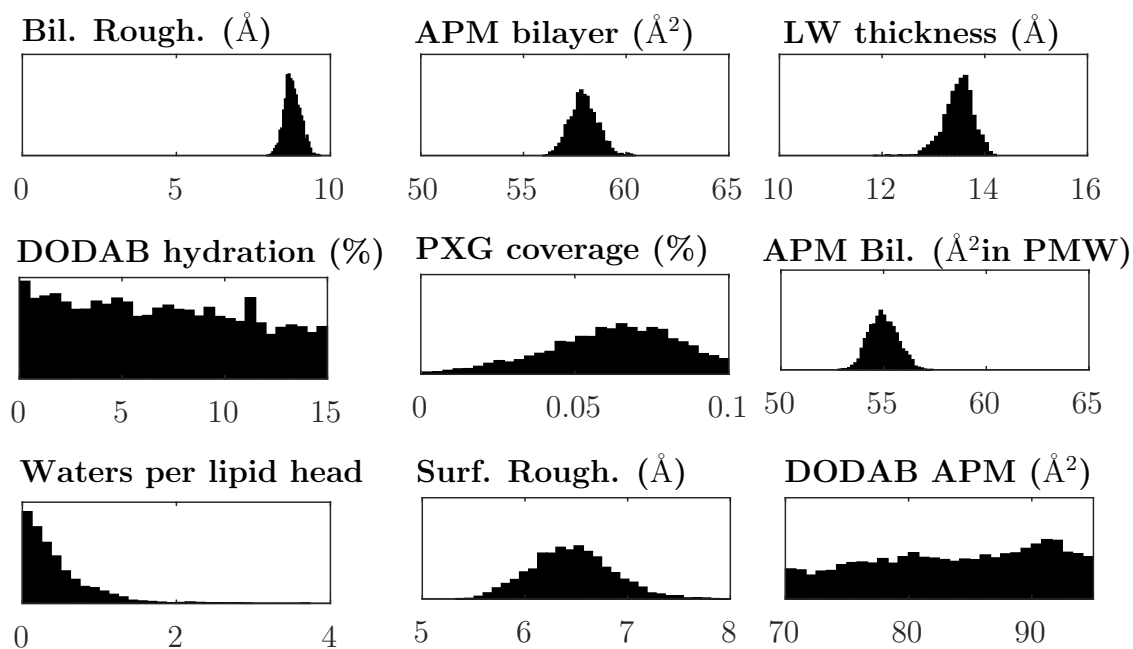 Bil. Rough. (Å)
APM bilayer (Å²)
LW thickness (Å)
0 5 10
50 55 60 65
10 12 14 16
DODAB hydration (%)
PXG coverage (%)
APM Bil. (Å²in PMW)
0 5 10 15
0 0.05 0.1
50 55 60 65
Waters per lipid head
Surf. Rough. (Å)
DODAB APM (Å²)
0 2 4
5 6 7 8
70 80 90